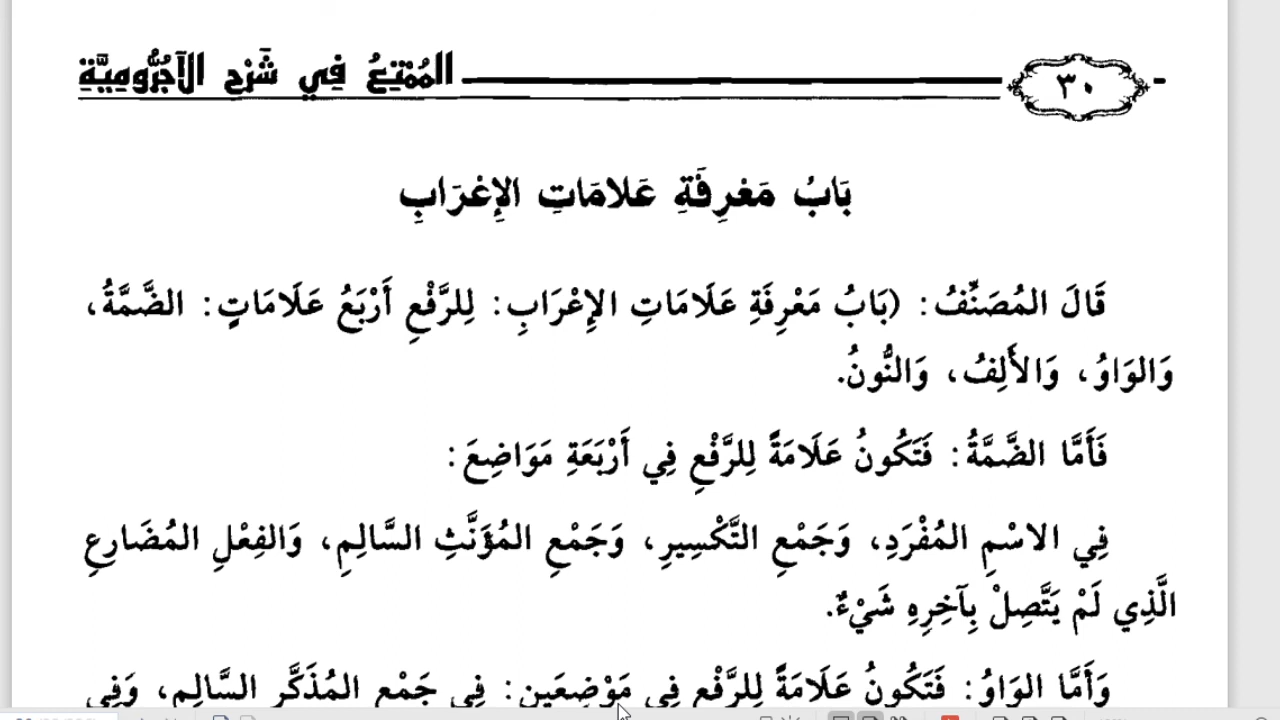 ٣٠
المُمْتِعُ فِي شَرْحِ الآجُرُّومِيَّةِ
بَابُ مَعْرِفَةِ عَلامَاتِ الإِعْرَابِ
قَالَ المُصَنِّفُ: (بَابُ مَعْرِفَةِ عَلَامَاتِ الإِعْرَابِ: لِلرَّفْعِ أَرْبَعُ عَلَامَاتٍ: الضَّمَّةُ،
وَالوَاوُ، وَالأَلِفُ، وَالنُّونُ.
فَأَمَّا الضَّمَّةُ: فَتَكُونُ عَلَامَةً لِلرَّفْعِ فِي أَرْبَعَةِ مَوَاضِعَ:
فِي الاسْمِ المُفْرَدِ، وَجَمْعِ التَّكْسِيرِ، وَجَمْعِ المُؤَنَّثِ السَّالِمِ، وَالفِعْلِ المُضَارِعِ
الَّذِي لَمْ يَتَّصِلْ بِآخِرِهِ شَيْءٌ.
وَأَمَّا الوَاوُ: فَتَكُونُ عَلَامَةً لِلرَّفْعِ فِي مَوْضِعَينِ: فِي جَمْعِ المُذَكَّرِ السَّالِمِ، وَفِي